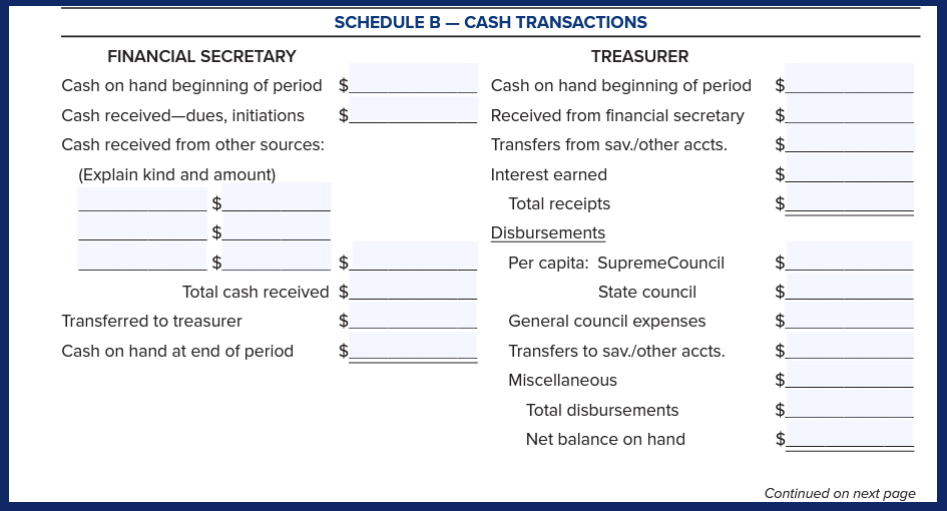 SCHEDULE B — CASH TRANSACTIONS
FINANCIAL SECRETARY
Cash on hand beginning of period $
Cash received—dues, initiations $
Cash received from other sources:
(Explain kind and amount)
$
$
$ $
Total cash received $
Transferred to treasurer $
Cash on hand at end of period $
TREASURER
Cash on hand beginning of period $
Received from financial secretary $
Transfers from sav./other accts. $
Interest earned $
Total receipts $
Disbursements
Per capita: SupremeCouncil $
State council $
General council expenses $
Transfers to sav./other accts. $
Miscellaneous $
Total disbursements $
Net balance on hand $
Continued on next page